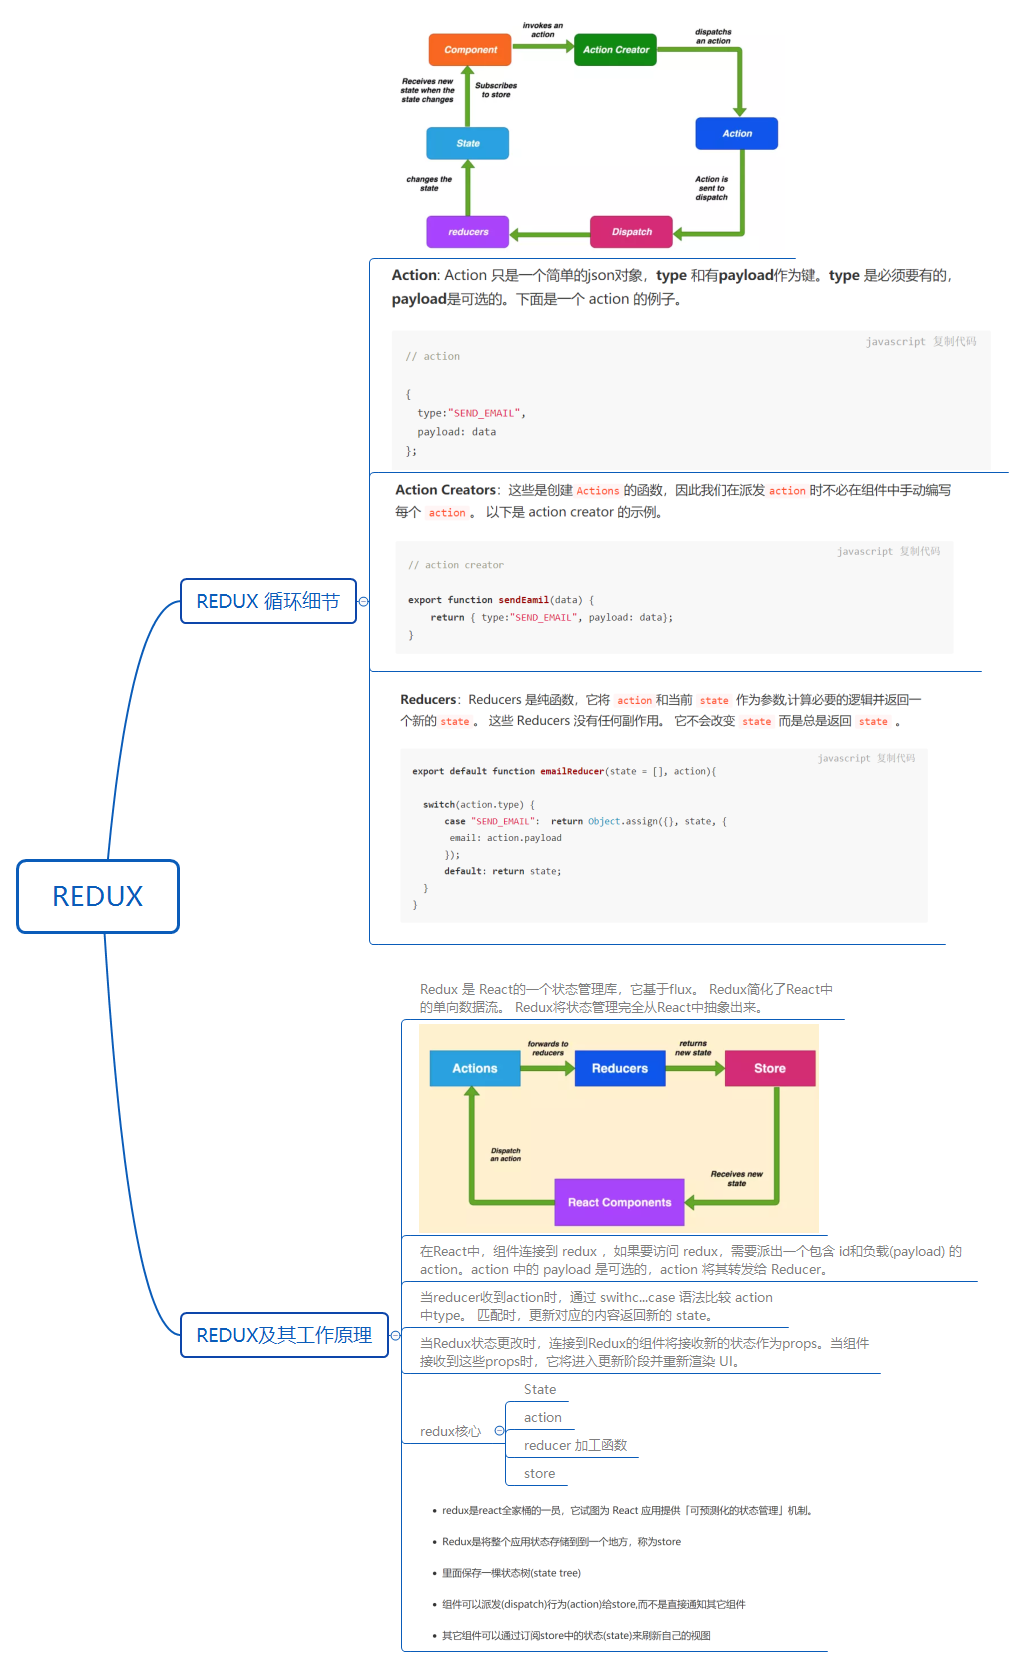 invokes an
action
dispatchs
an action
Component
Action Creator
Receives new
state when the
state changes
Subscribes
to store
State
Action
changes the
state
Action is
sent to
dispatch
reducers
Dispatch
Action: Action 只是一个简单的json对象，type 和有payload作为键。type 是必须要有的，
payload是可选的。下面是一个 action 的例子。
javascript 复制代码
// action
{
type:"SEND_EMAIL",
payload: data
};
Action Creators：这些是创建 Actions 的函数，因此我们在派发 action 时不必在组件中手动编写
每个 action 。 以下是 action creator 的示例。
javascript 复制代码
// action creator
export function sendEamil(data) {
return { type:"SEND_EMAIL", payload: data};
}
REDUX 循环细节
Reducers：Reducers 是纯函数，它将 action 和当前 state 作为参数,计算必要的逻辑并返回一
个新的 state 。 这些 Reducers 没有任何副作用。 它不会改变 state 而是总是返回 state 。
javascript 复制代码
export default function emailReducer(state = [], action){
switch(action.type) {
case "SEND_EMAIL": return Object.assign({}, state, {
email: action.payload
});
default: return state;
}
}
REDUX
Redux 是 React的一个状态管理库，它基于flux。 Redux简化了React中
的单向数据流。 Redux将状态管理完全从React中抽象出来。
forwards to
reducers
returns
new state
Actions
Reducers
Store
Dispatch
an action
Receives new
state
React Components
在React中，组件连接到 redux ，如果要访问 redux，需要派出一个包含 id和负载(payload) 的
action。action 中的 payload 是可选的，action 将其转发给 Reducer。
当reducer收到action时，通过 swithc...case 语法比较 action
中type。 匹配时，更新对应的内容返回新的 state。
REDUX及其工作原理
当Redux状态更改时，连接到Redux的组件将接收新的状态作为props。当组件
接收到这些props时，它将进入更新阶段并重新渲染 UI。
redux核心
State
action
reducer 加工函数
store
• redux是react全家桶的一员，它试图为 React 应用提供「可预测化的状态管理」机制。
• Redux是将整个应用状态存储到到一个地方，称为store
• 里面保存一棵状态树(state tree)
• 组件可以派发(dispatch)行为(action)给store,而不是直接通知其它组件
• 其它组件可以通过订阅store中的状态(state)来刷新自己的视图